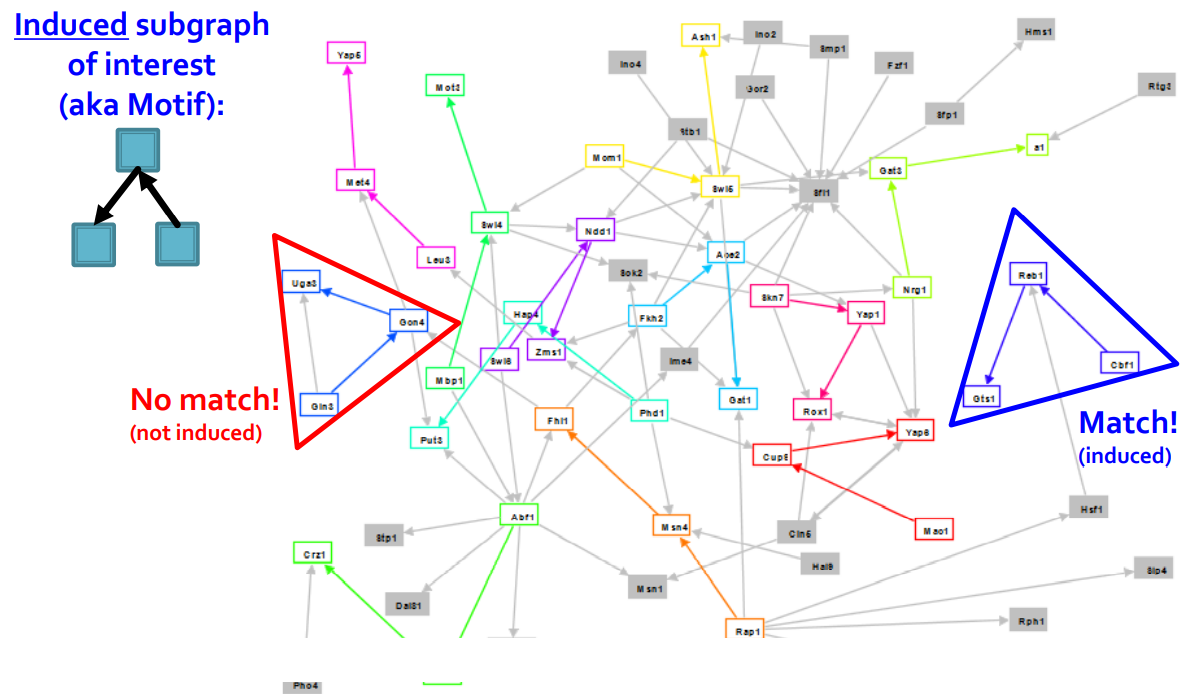 Induced subgraph
of interest
(aka Motif):
Yap5
Mot3
Ash1
Ino2
Smp1
Hms1
Ino4
Gor2
Fzf1
Rtg3
Sfp1
Stb1
a1
Mom1
Gat3
Met4
Swi5
Sfl1
Swi4
Ndd1
Leu3
Ace2
Sok2
Uga3
Reb1
Skn7
Nrg1
Gcn4
Hap4
Fkh2
Yap1
Swi6
Zms1
Ime4
Cbf1
Mbp1
Gts1
Gln3
No match!
(not induced)
Gat1
Rox1
Phd1
Fhl1
Put3
Yap6
Match!
(induced)
Cup9
Hsf1
Abf1
Msn4
Cin5
Mao1
Stp1
Crz1
Hal9
Slp4
Msn1
Dal81
Rph1
Rap1
Pho4